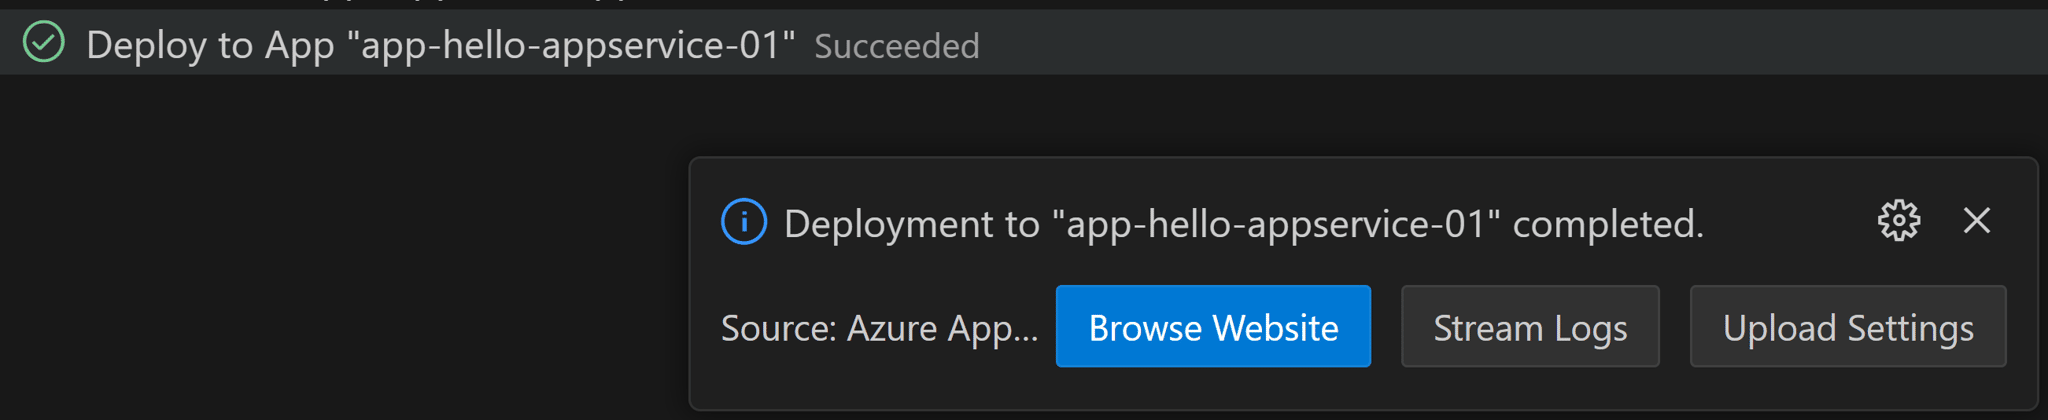 Deploy to App "app-hello-appservice-01" Succeeded
Deployment to "app-hello-appservice-01" completed.
Source: Azure App... Browse Website Stream Logs Upload Settings